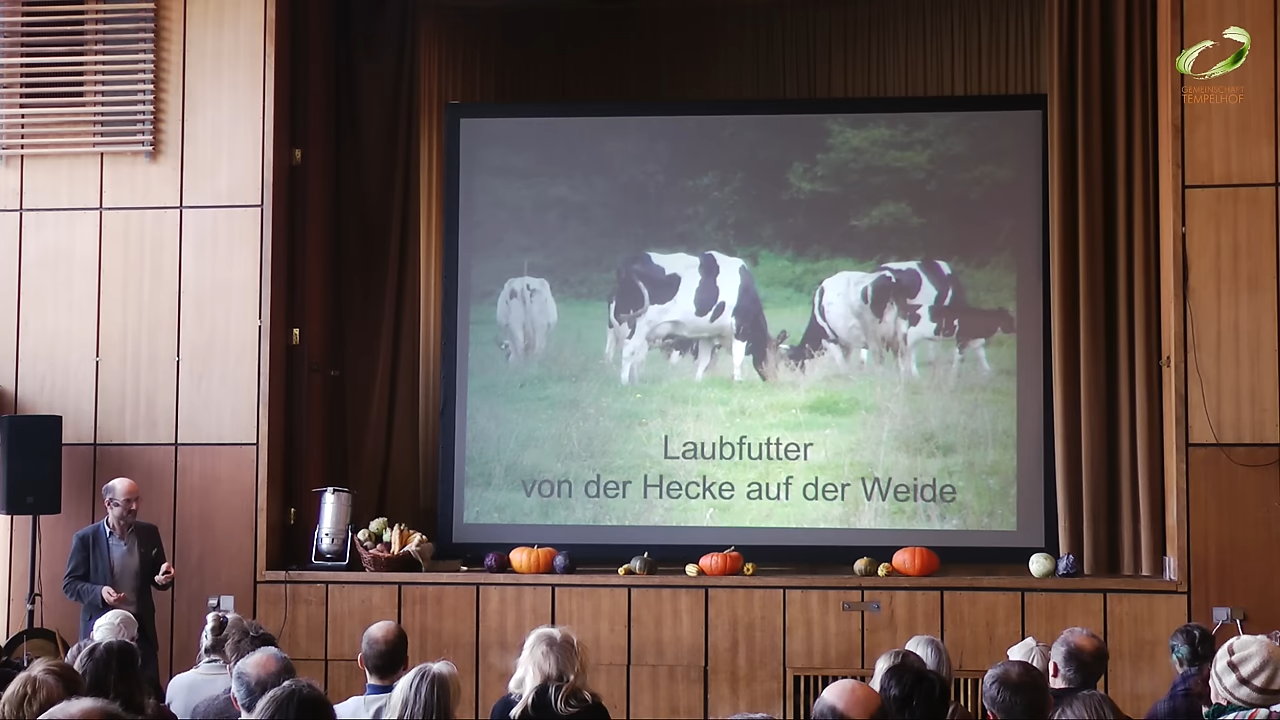 GEMEINSCHAFT
TEMPELHOF
Laubfutter
von der Hecke auf der Weide